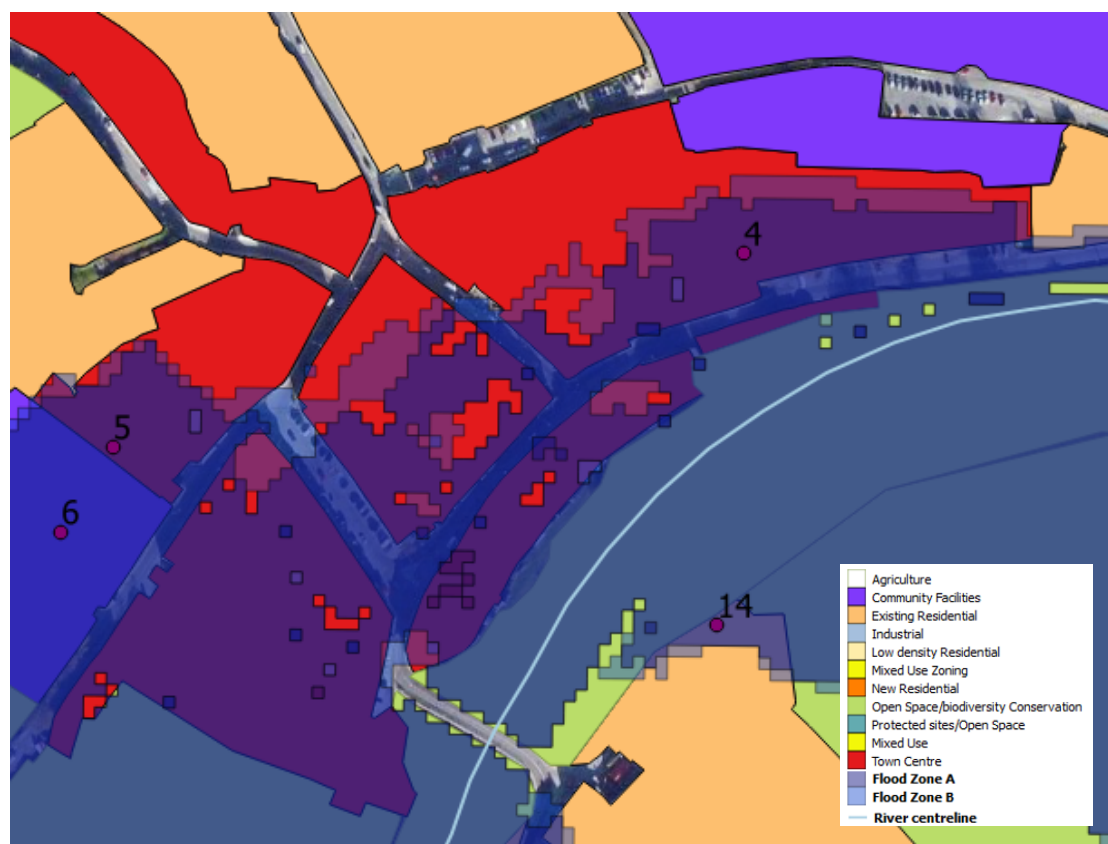 4
5
6
14
Agriculture
Community Facilities
Existing Residential
Industrial
Low density Residential
Mixed Use Zoning
New Residential
Open Space/biodiversity Conservation
Protected sites/Open Space
Mixed Use
Town Centre
Flood Zone A
Flood Zone B
River centreline